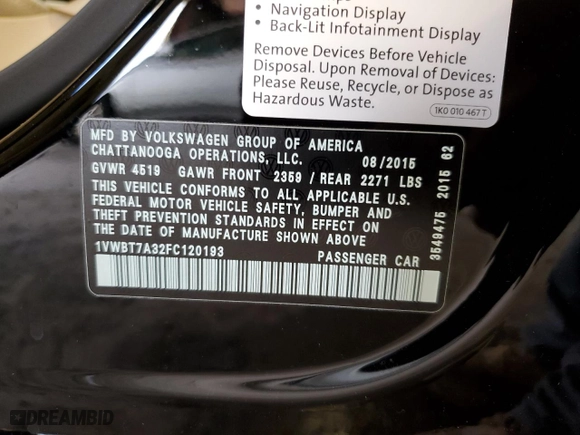 • Navigation Display
• Back-Lit Infotainment Display
Remove Devices Before Vehicle
Disposal. Upon Removal of Devices:
Please Reuse, Recycle, or Dispose as
Hazardous Waste.
1K0 010 467 T
MFD BY VOLKSWAGEN GROUP OF AMERICA
CHATTANOOGA OPERATIONS, LLC. 08/2015
GVWR 4519 GAWR FRONT 2359 / REAR 2271 LBS
THIS VEHICLE CONFORMS TO ALL APPLICABLE U.S.
FEDERAL MOTOR VEHICLE SAFETY, BUMPER AND
THEFT PREVENTION STANDARDS IN EFFECT ON
THE DATE OF MANUFACTURE SHOWN ABOVE
1VWBT7A32FC120193 PASSENGER CAR
3549475 2015 62
DREAMBID